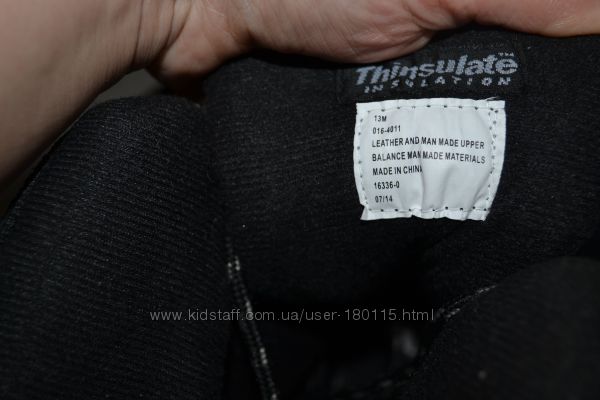 Thinsulate™
INSULATION
13M
016-4011
LEATHER AND MAN MADE UPPER
BALANCE MAN MADE MATERIALS
MADE IN CHINA
16336-0
07/14
www.kidstaff.com.ua/user-180115.html